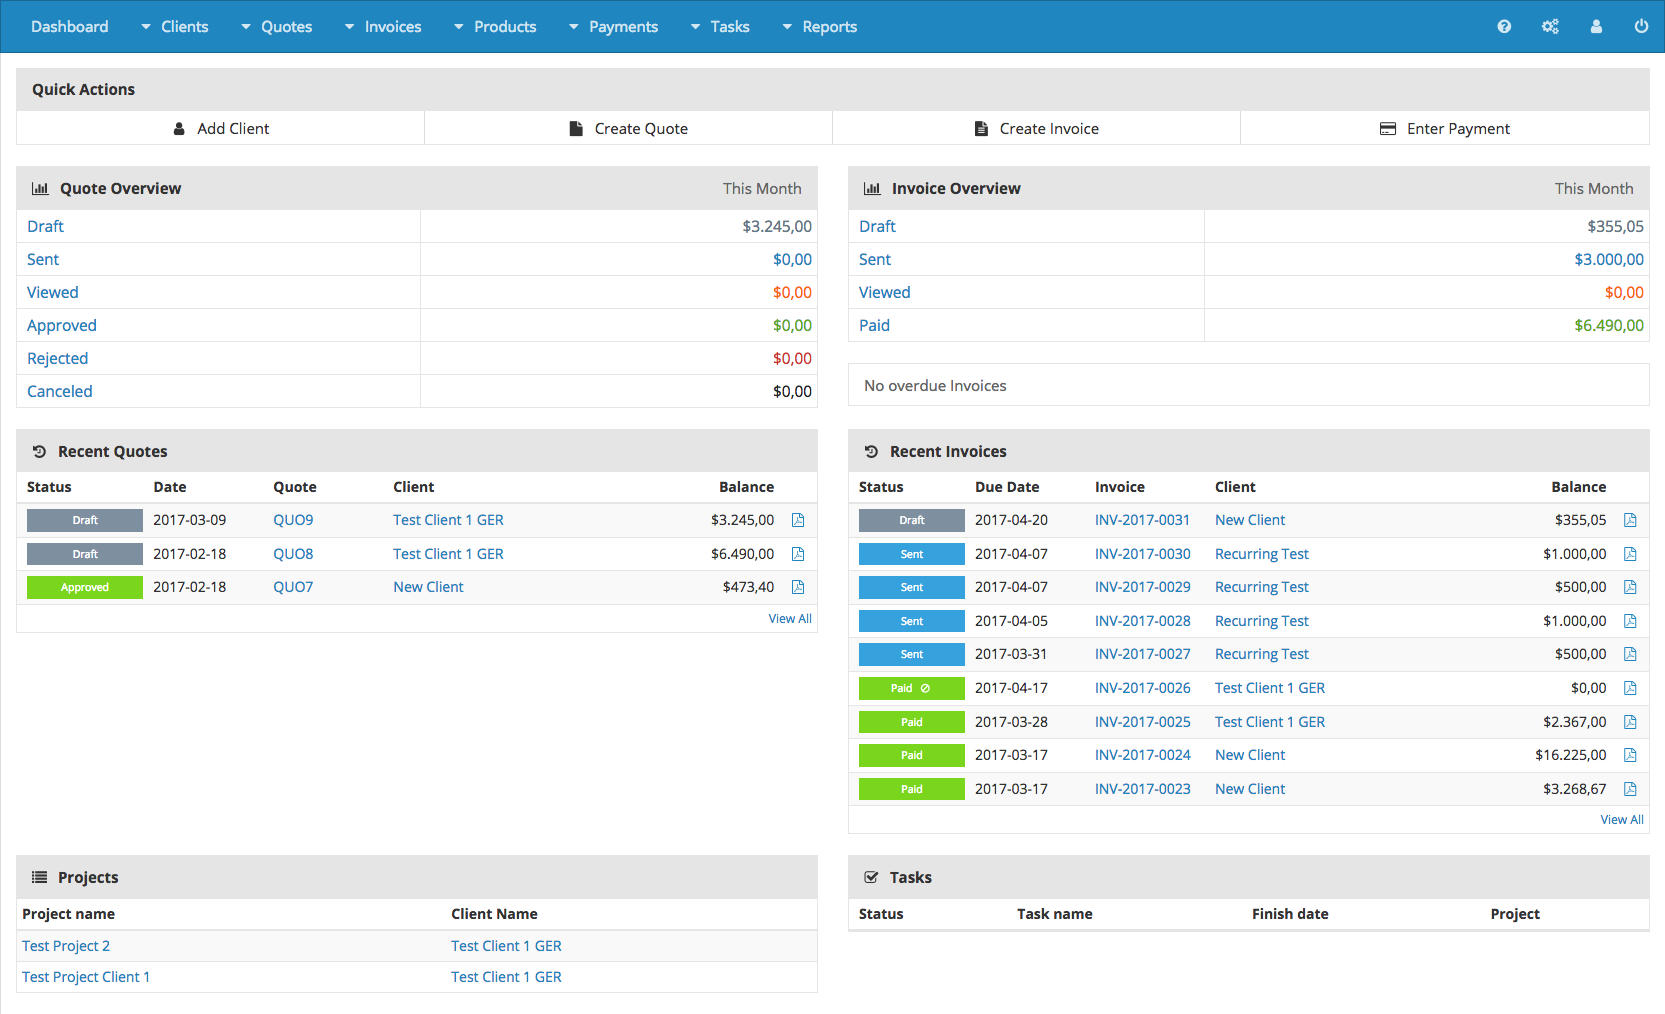 Dashboard Clients Quotes Invoices Products Payments Tasks Reports
Quick Actions
Add Client Create Quote Create Invoice Enter Payment
Quote Overview This Month
Draft $3.245,00
Sent $0,00
Viewed $0,00
Approved $0,00
Rejected $0,00
Canceled $0,00
Invoice Overview This Month
Draft $355,05
Sent $3.000,00
Viewed $0,00
Paid $6.490,00
No overdue Invoices
Recent Quotes
Status Date Quote Client Balance
Draft 2017-03-09 QUO9 Test Client 1 GER $3.245,00
Draft 2017-02-18 QUO8 Test Client 1 GER $6.490,00
Approved 2017-02-18 QUO7 New Client $473,40
View All
Recent Invoices
Status Due Date Invoice Client Balance
Draft 2017-04-20 INV-2017-0031 New Client $355,05
Sent 2017-04-07 INV-2017-0030 Recurring Test $1.000,00
Sent 2017-04-07 INV-2017-0029 Recurring Test $500,00
Sent 2017-04-05 INV-2017-0028 Recurring Test $1.000,00
Sent 2017-03-31 INV-2017-0027 Recurring Test $500,00
Paid 2017-04-17 INV-2017-0026 Test Client 1 GER $0,00
Paid 2017-03-28 INV-2017-0025 Test Client 1 GER $2.367,00
Paid 2017-03-17 INV-2017-0024 New Client $16.225,00
Paid 2017-03-17 INV-2017-0023 New Client $3.268,67
View All
Projects
Project name Client Name
Test Project 2 Test Client 1 GER
Test Project Client 1 Test Client 1 GER
Tasks
Status Task name Finish date Project